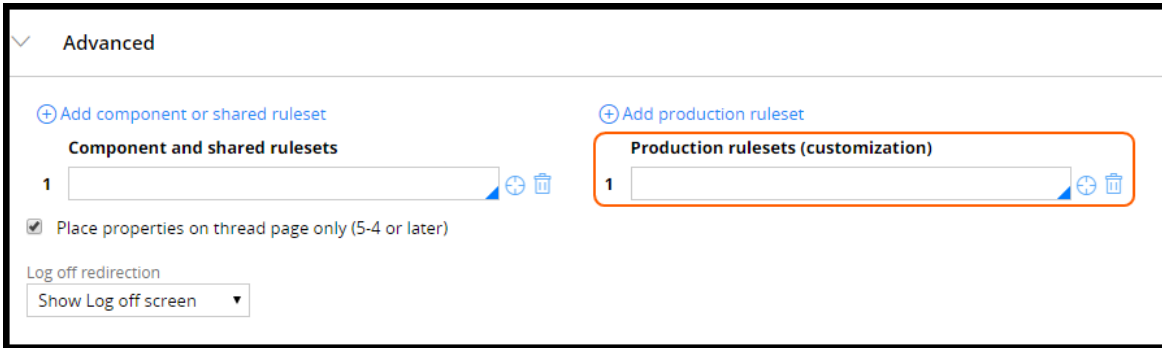 Advanced
Add component or shared ruleset
Add production ruleset
Component and shared rulesets
Production rulesets (customization)
1
1
Place properties on thread page only (5-4 or later)
Log off redirection
Show Log off screen